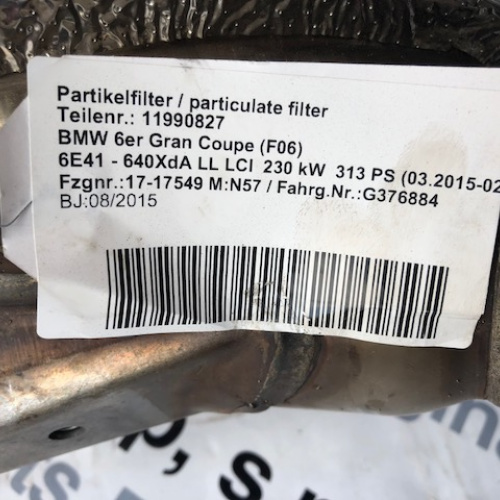 Partikelfilter / particulate filter
Teilenr.: 11990827
BMW 6er Gran Coupe (F06)
6E41 - 640XdA LL LCI 230 kW 313 PS (03.2015-02
Fzgnr.:17-17549 M:N57 / Fahrg.Nr.:G376884
BJ:08/2015